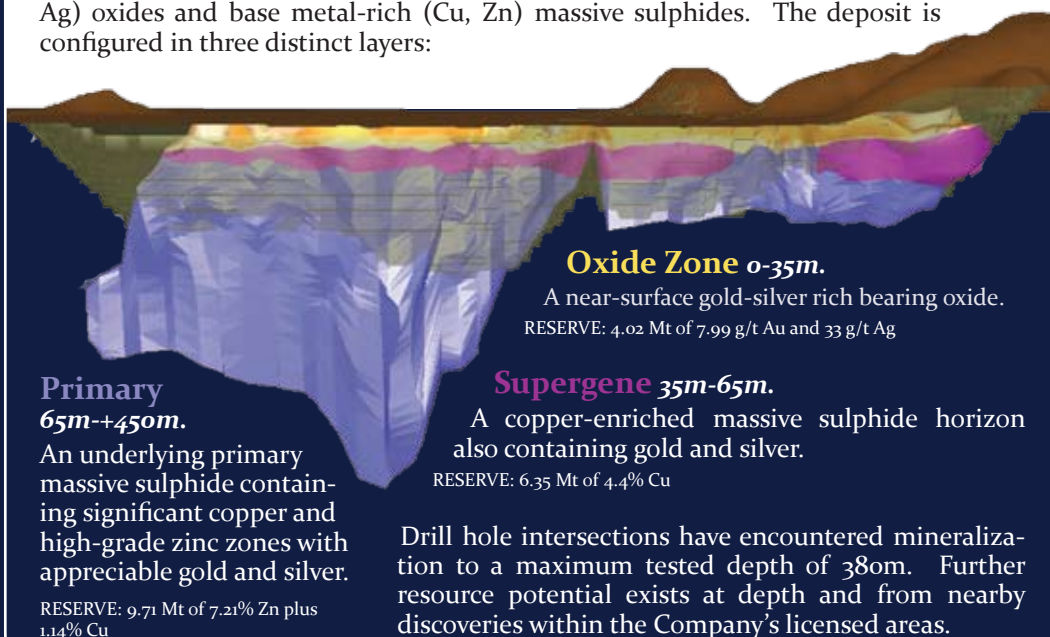 Ag) oxides and base metal-rich (Cu, Zn) massive sulphides. The deposit is
configured in three distinct layers:
Oxide Zone 0-35m.
A near-surface gold-silver rich bearing oxide.
RESERVE: 4.02 Mt of 7.99 g/t Au and 33 g/t Ag
Supergene 35m-65m.
A copper-enriched massive sulphide horizon
also containing gold and silver.
RESERVE: 6.35 Mt of 4.4% Cu
Primary
65m-+450m.
An underlying primary
massive sulphide contain-
ing significant copper and
high-grade zinc zones with
appreciable gold and silver.
RESERVE: 9.71 Mt of 7.21% Zn plus
1.14% Cu
Drill hole intersections have encountered mineraliza-
tion to a maximum tested depth of 380m. Further
resource potential exists at depth and from nearby
discoveries within the Company's licensed areas.